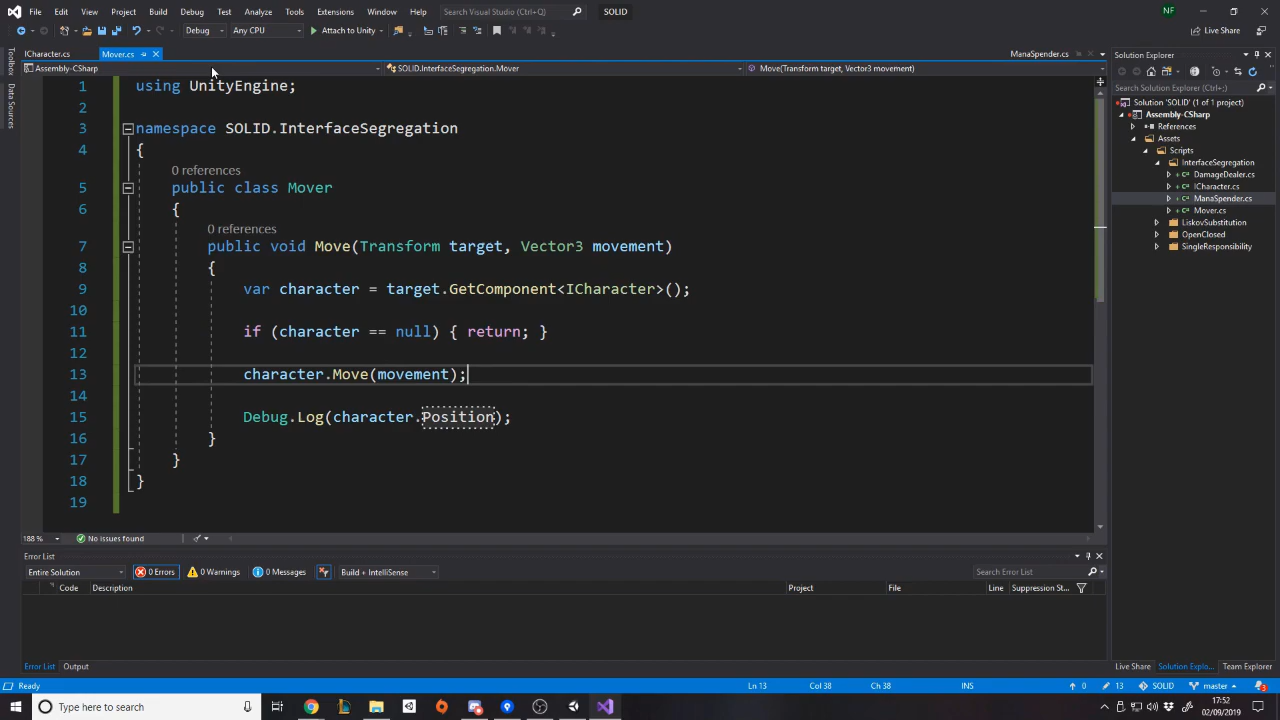 File Edit View Project Build Debug Test Analyze Tools Extensions Window Help Search Visual Studio (Ctrl+Q) SOLID NF
Debug Any CPU Attach to Unity Live Share
ICharacter.cs Mover.cs ManaSpender.cs
Assembly-CSharp SOLID.InterfaceSegregation.Mover Move(Transform target, Vector3 movement)
Toolbox
Data Sources
1 using UnityEngine;
2
3 namespace SOLID.InterfaceSegregation
4 {
0 references
5 public class Mover
6 {
0 references
7 public void Move(Transform target, Vector3 movement)
8 {
9 var character = target.GetComponent<ICharacter>();
10
11 if (character == null) { return; }
12
13 character.Move(movement);
14
15 Debug.Log(character.Position);
16 }
17 }
18 }
19
188 % No issues found
Solution Explorer
Search Solution Explorer (Ctrl+;)
Solution 'SOLID' (1 of 1 project)
Assembly-CSharp
References
Assets
Scripts
InterfaceSegregation
DamageDealer.cs
ICharacter.cs
ManaSpender.cs
Mover.cs
LiskovSubstitution
OpenClosed
SingleResponsibility
Error List
Entire Solution 0 Errors 0 Warnings 0 Messages Build + IntelliSense Search Error List
Code Description Project File Line Suppression St...
Error List Output Live Share Solution Explo... Team Explorer
Ready Ln 13 Col 38 Ch 38 INS 0 13 SOLID master 3
Type here to search 17:52
02/09/2019